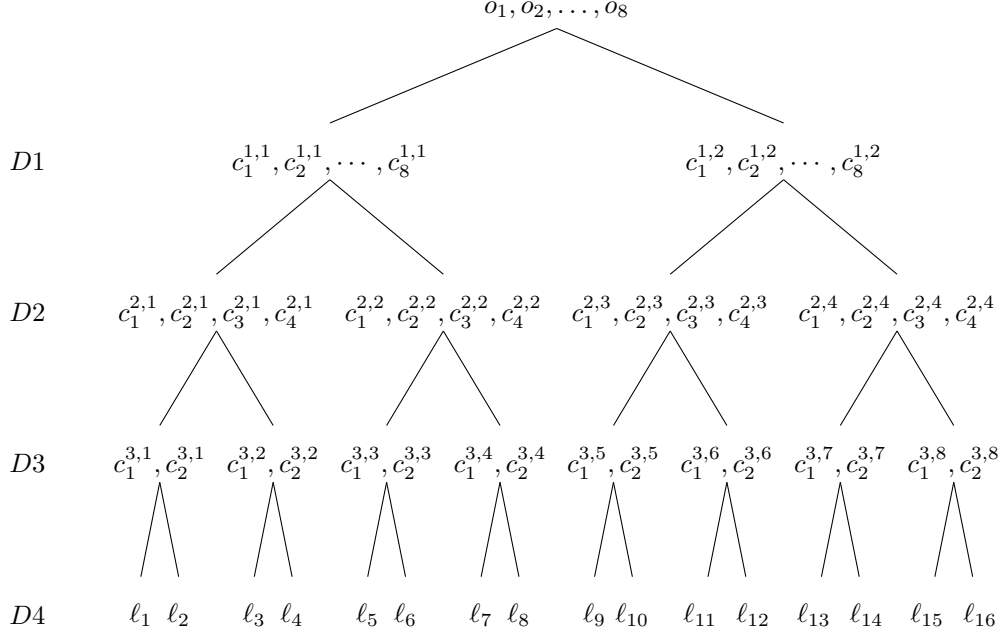 $o_1, o_2, \ldots, o_8$
$D1$ $c_1^{1,1}, c_2^{1,1}, \cdots, c_8^{1,1}$ $c_1^{1,2}, c_2^{1,2}, \cdots, c_8^{1,2}$
$D2$ $c_1^{2,1}, c_2^{2,1}, c_3^{2,1}, c_4^{2,1}$ $c_1^{2,2}, c_2^{2,2}, c_3^{2,2}, c_4^{2,2}$ $c_1^{2,3}, c_2^{2,3}, c_3^{2,3}, c_4^{2,3}$ $c_1^{2,4}, c_2^{2,4}, c_3^{2,4}, c_4^{2,4}$
$D3$ $c_1^{3,1}, c_2^{3,1}$ $c_1^{3,2}, c_2^{3,2}$ $c_1^{3,3}, c_2^{3,3}$ $c_1^{3,4}, c_2^{3,4}$ $c_1^{3,5}, c_2^{3,5}$ $c_1^{3,6}, c_2^{3,6}$ $c_1^{3,7}, c_2^{3,7}$ $c_1^{3,8}, c_2^{3,8}$
$D4$ $\ell_1$ $\ell_2$ $\ell_3$ $\ell_4$ $\ell_5$ $\ell_6$ $\ell_7$ $\ell_8$ $\ell_9$ $\ell_{10}$ $\ell_{11}$ $\ell_{12}$ $\ell_{13}$ $\ell_{14}$ $\ell_{15}$ $\ell_{16}$